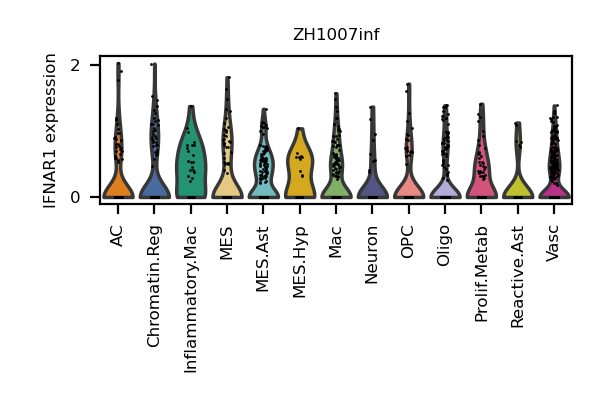 ZH1007inf
IFNAR1 expression
2
0
AC
Chromatin.Reg
Inflammatory.Mac
MES
MES.Ast
MES.Hyp
Mac
Neuron
OPC
Oligo
Prolif.Metab
Reactive.Ast
Vasc